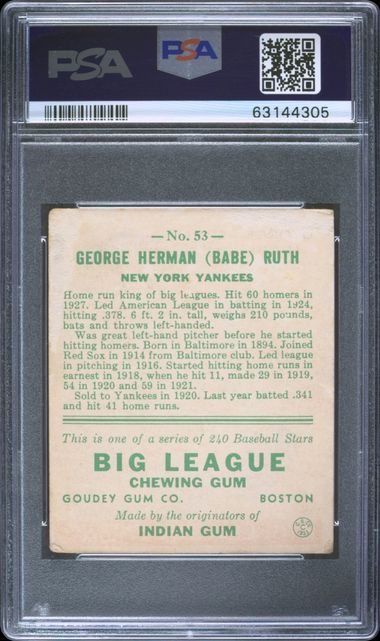 PSA
PSA
63144305
— No. 53 —
GEORGE HERMAN (BABE) RUTH
NEW YORK YANKEES
Home run king of big leagues. Hit 60 homers in
1927. Led American League in batting in 1924,
hitting .378. 6 ft. 2 in. tall, weighs 210 pounds,
bats and throws left-handed.
Was great left-hand pitcher before he started
hitting homers. Born in Baltimore in 1894. Joined
Red Sox in 1914 from Baltimore club. Led league
in pitching in 1916. Started hitting home runs in
earnest in 1918, when he hit 11, made 29 in 1919,
54 in 1920 and 59 in 1921.
Sold to Yankees in 1920. Last year batted .341
and hit 41 home runs.
This is one of a series of 240 Baseball Stars
BIG LEAGUE
CHEWING GUM
GOUDEY GUM CO. BOSTON
Made by the originators of
INDIAN GUM